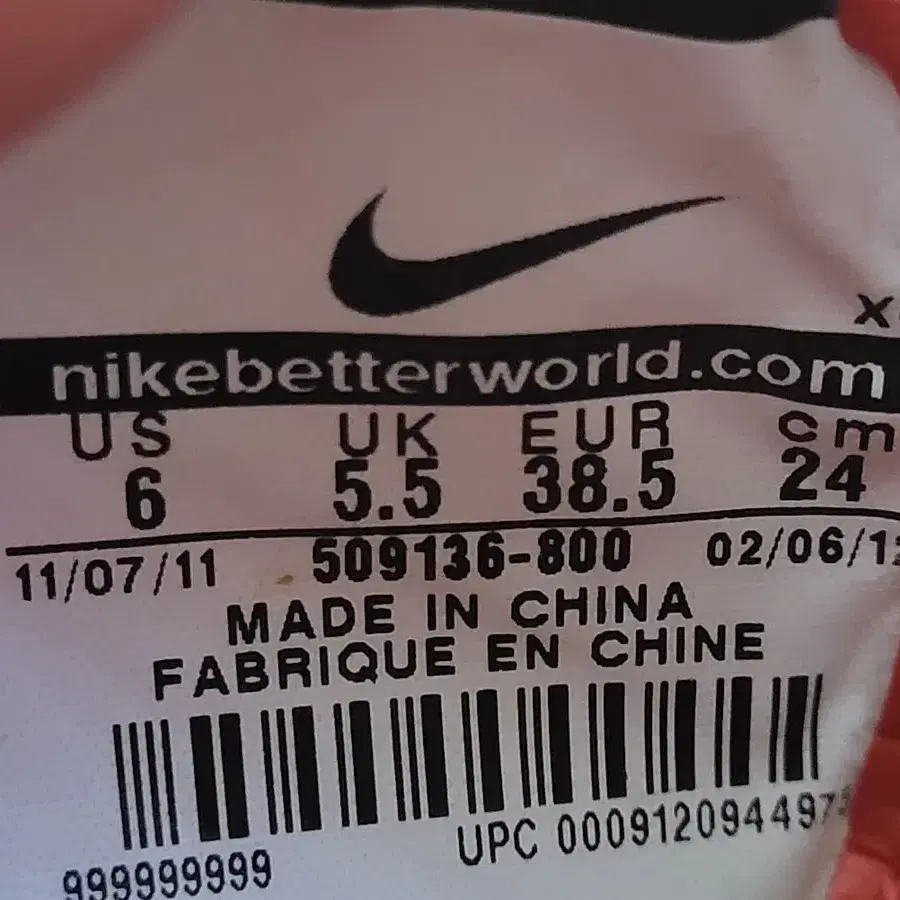 nikebetterworld.com
US UK EUR cm
6 5.5 38.5 24
11/07/11 509136-800 02/06/1
MADE IN CHINA
FABRIQUE EN CHINE
UPC 000912094497
999999999